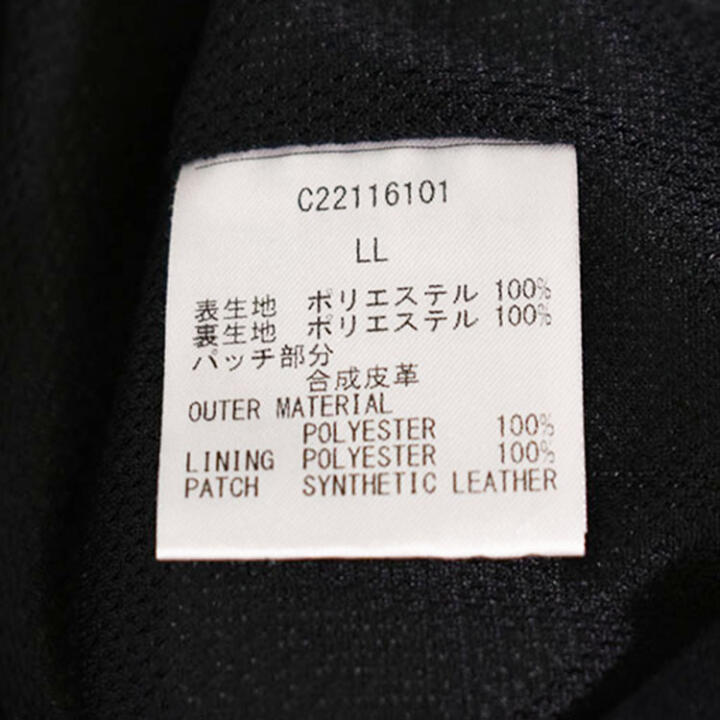 C22116101
LL
表生地 ポリエステル 100%
裏生地 ポリエステル 100%
パッチ部分
合成皮革
OUTER MATERIAL
POLYESTER 100%
LINING POLYESTER 100%
PATCH SYNTHETIC LEATHER